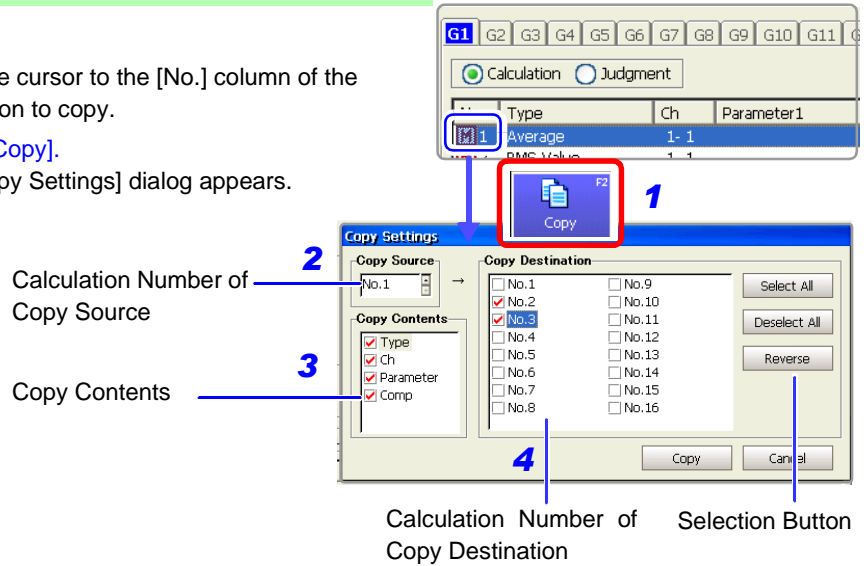 G1 G2 G3 G4 G5 G6 G7 G8 G9 G10 G11
Calculation Judgment
e cursor to the [No.] column of the
on to copy.
Type Ch Parameter1
1 Average 1- 1
Copy].
py Settings] dialog appears.
F2
Copy
1
Copy Settings
2
Copy Source
No.1
→
Copy Destination
No.1 No.9
No.2 No.10
No.3 No.11
No.4 No.12
No.5 No.13
No.6 No.14
No.7 No.15
No.8 No.16
Select All
Deselect All
Reverse
Calculation Number of
Copy Source
Copy Contents
3
Type
Ch
Parameter
Comp
Copy Contents
4
Copy Cancel
Calculation Number of
Copy Destination
Selection Button